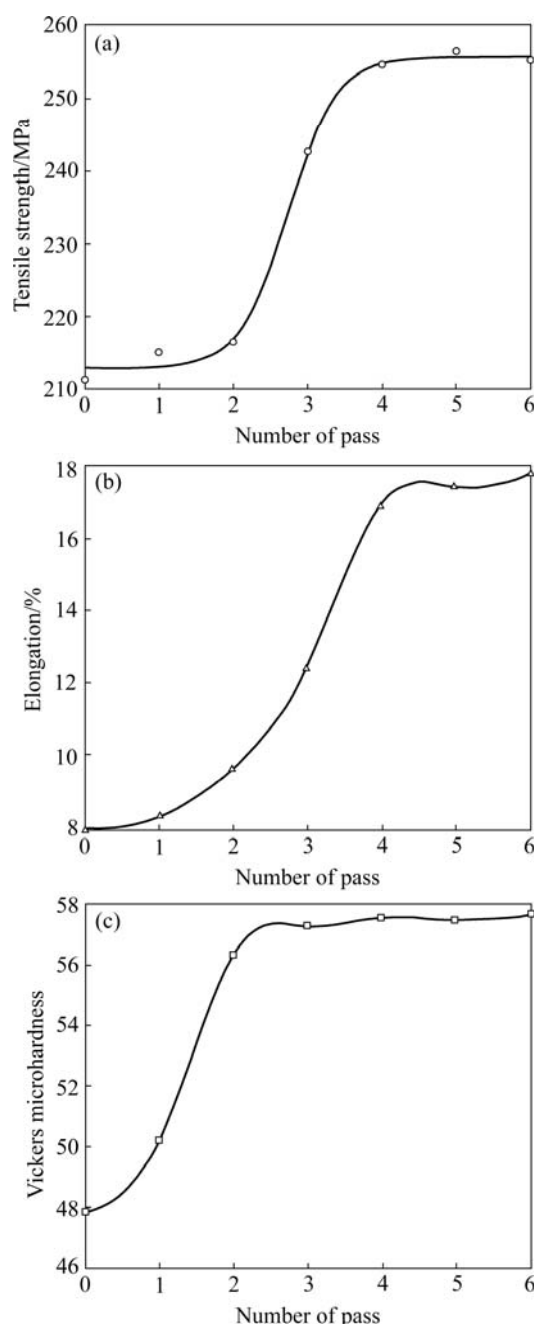 (a)
Tensile strength/MPa
260
250
240
230
220
210
0 1 2 3 4 5 6
Number of pass
(b)
Elongation/%
18
16
14
12
10
8
0 1 2 3 4 5 6
Number of pass
(c)
Vickers microhardness
58
56
54
52
50
48
46
0 1 2 3 4 5 6
Number of pass